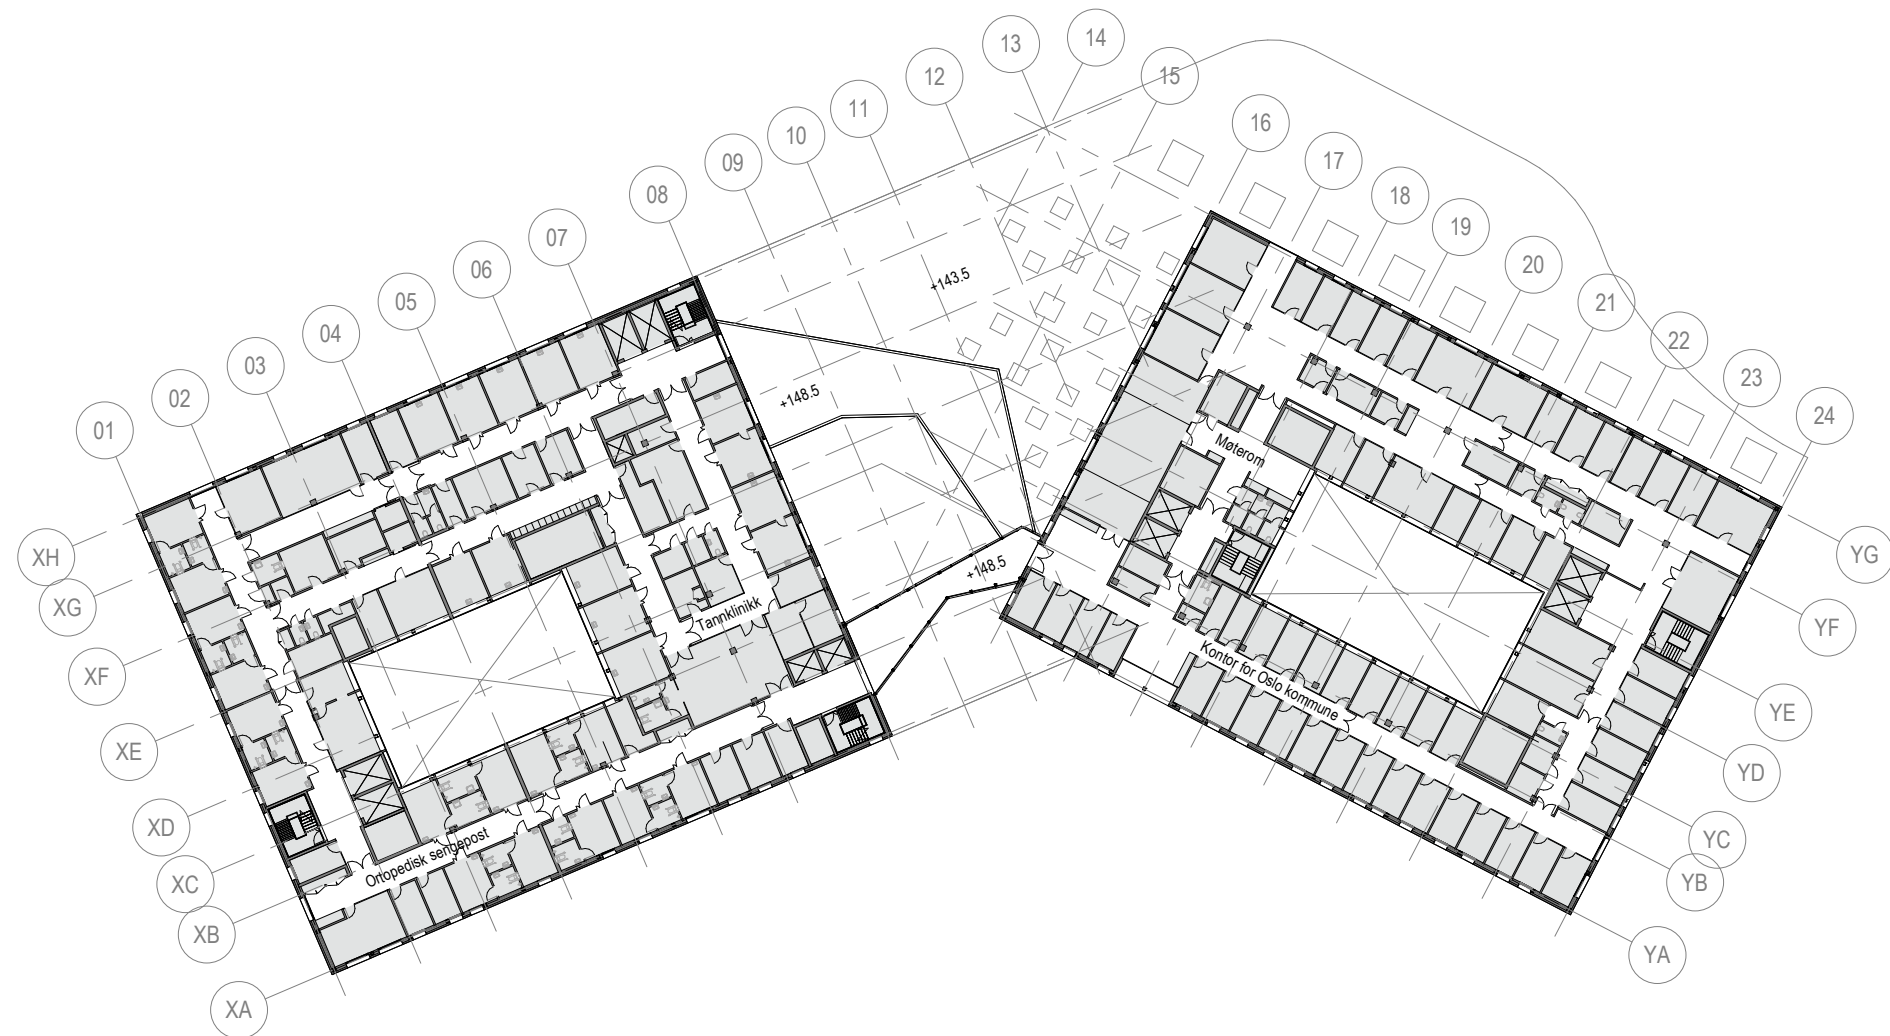 01
02
03
04
05
06
07
08
09
10
11
12
13
14
15
16
17
18
19
20
21
22
23
24
+143.5
+148.5
+148.5
Møterom
Tannklinikk
Kontor for Oslo kommune
Ortopedisk sengepost
XH
XG
XF
XE
XD
XC
XB
XA
YG
YF
YE
YD
YC
YB
YA